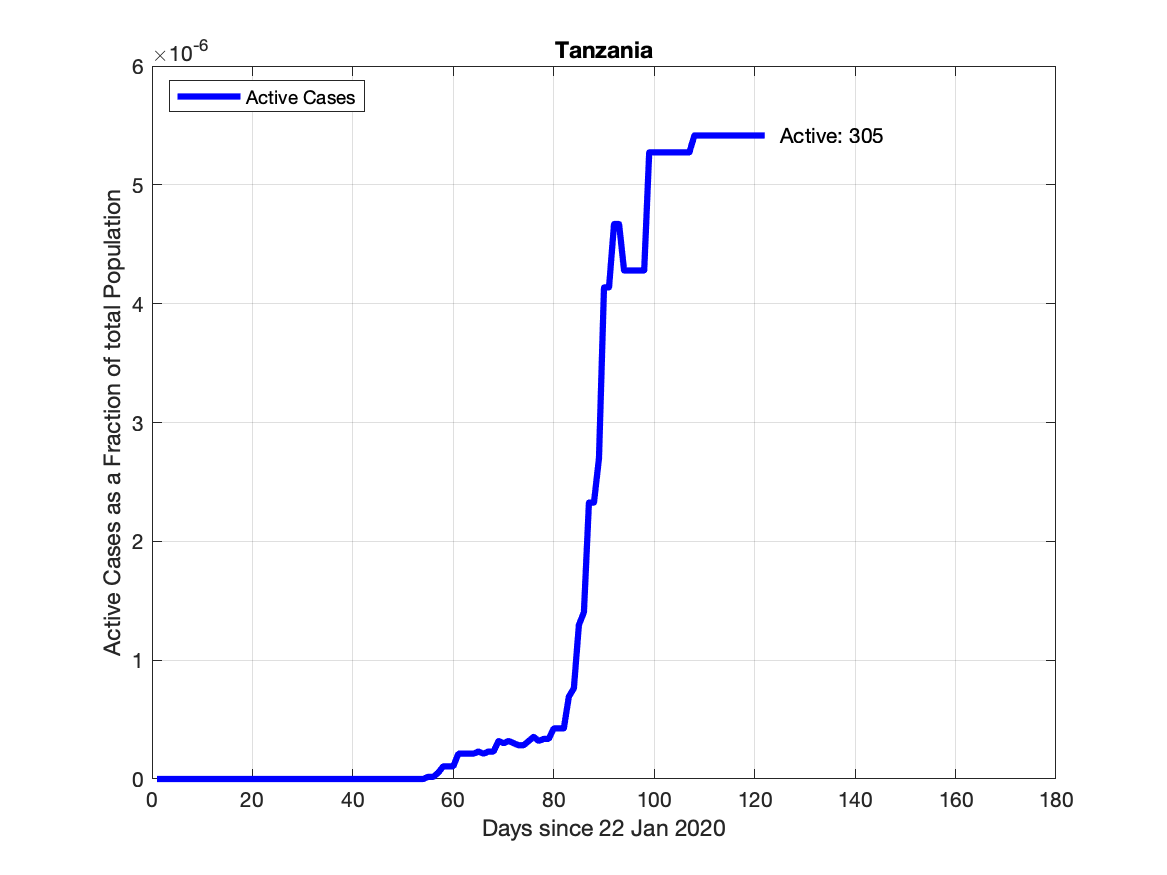 Tanzania
×10-6
Active Cases
Active: 305
Active Cases as a Fraction of total Population
6
5
4
3
2
1
0
0 20 40 60 80 100 120 140 160 180
Days since 22 Jan 2020